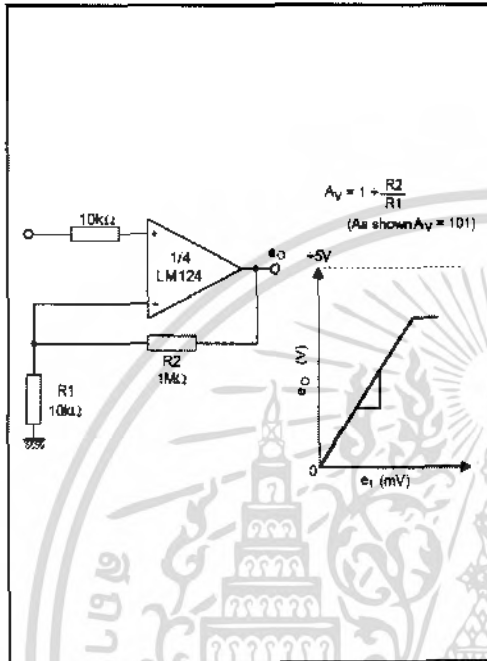 10kΩ
+
1/4
LM124
e_O
R2
1MΩ
R1
10kΩ
A_V = 1 + R2/R1
(As shown A_V = 101)
+5V
e_O (V)
0
e_I (mV)